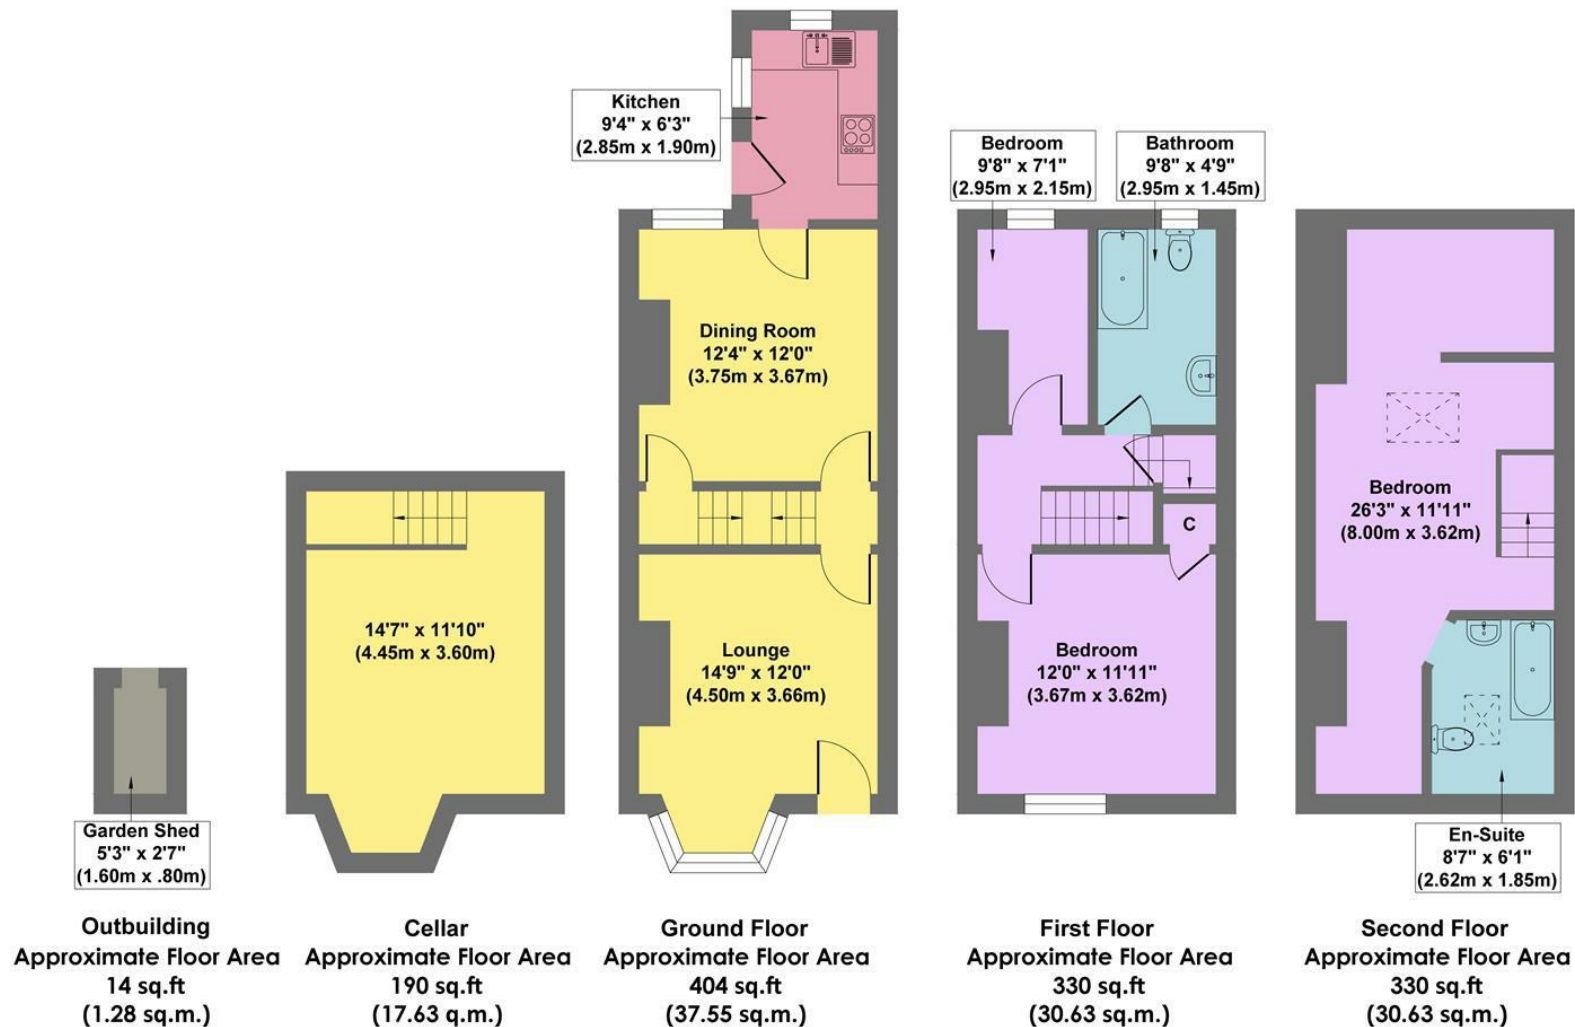 Kitchen
9'4" x 6'3"
(2.85m x 1.90m)
Bedroom
9'8" x 7'1"
(2.95m x 2.15m)
Bathroom
9'8" x 4'9"
(2.95m x 1.45m)
Dining Room
12'4" x 12'0"
(3.75m x 3.67m)
Bedroom
26'3" x 11'11"
(8.00m x 3.62m)
C
14'7" x 11'10"
(4.45m x 3.60m)
Lounge
14'9" x 12'0"
(4.50m x 3.66m)
Bedroom
12'0" x 11'11"
(3.67m x 3.62m)
Garden Shed
5'3" x 2'7"
(1.60m x .80m)
En-Suite
8'7" x 6'1"
(2.62m x 1.85m)
Outbuilding
Approximate Floor Area
14 sq.ft
(1.28 sq.m.)
Cellar
Approximate Floor Area
190 sq.ft
(17.63 q.m.)
Ground Floor
Approximate Floor Area
404 sq.ft
(37.55 sq.m.)
First Floor
Approximate Floor Area
330 sq.ft
(30.63 sq.m.)
Second Floor
Approximate Floor Area
330 sq.ft
(30.63 sq.m.)